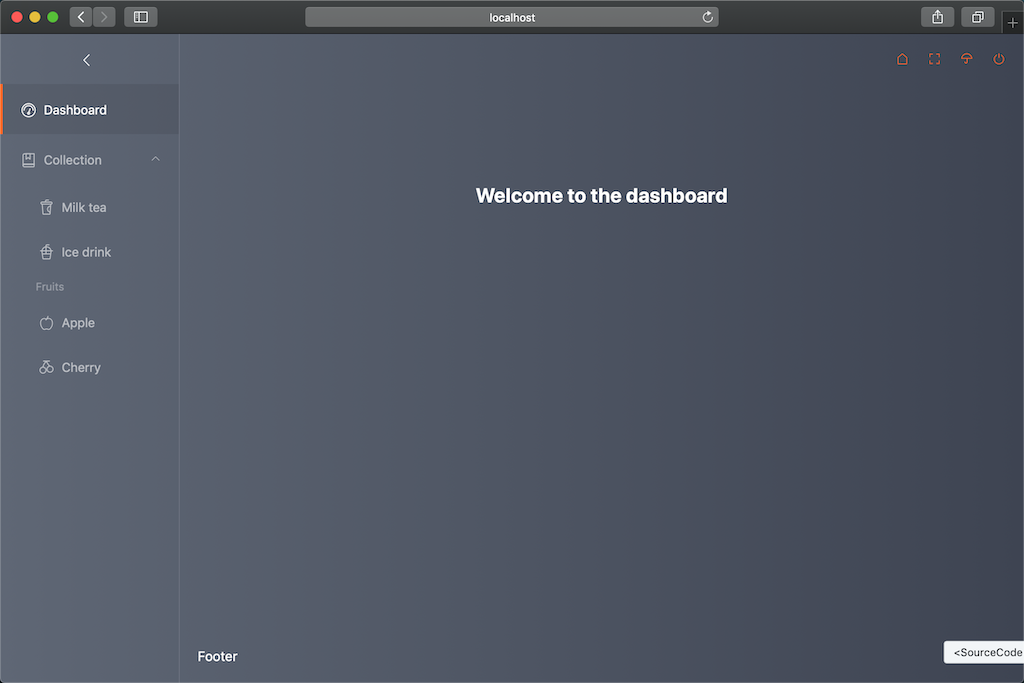 localhost
Dashboard
Collection
Milk tea
Ice drink
Fruits
Apple
Cherry
Welcome to the dashboard
Footer
<SourceCode